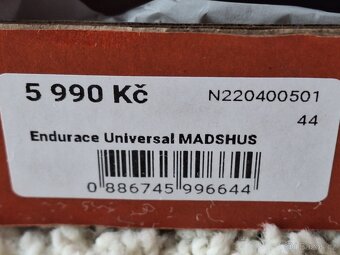 5 990 Kč
N220400501
44
Endurace Universal MADSHUS
0 886745 996644